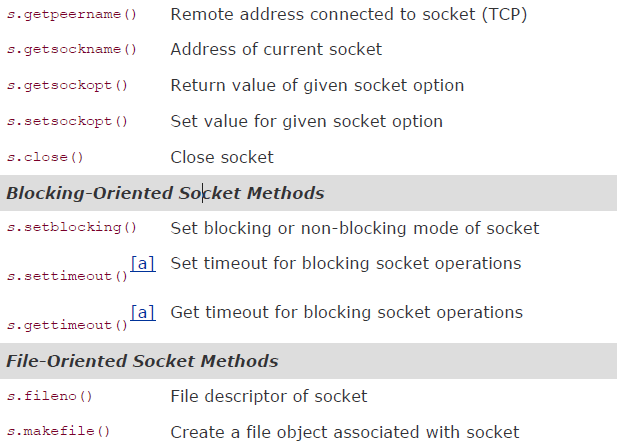 s.getpeername() Remote address connected to socket (TCP)
s.getsockname() Address of current socket
s.getsockopt() Return value of given socket option
s.setsockopt() Set value for given socket option
s.close() Close socket
Blocking-Oriented Socket Methods
s.setblocking() Set blocking or non-blocking mode of socket
s.settimeout()[a] Set timeout for blocking socket operations
s.gettimeout()[a] Get timeout for blocking socket operations
File-Oriented Socket Methods
s.fileno() File descriptor of socket
s.makefile() Create a file object associated with socket